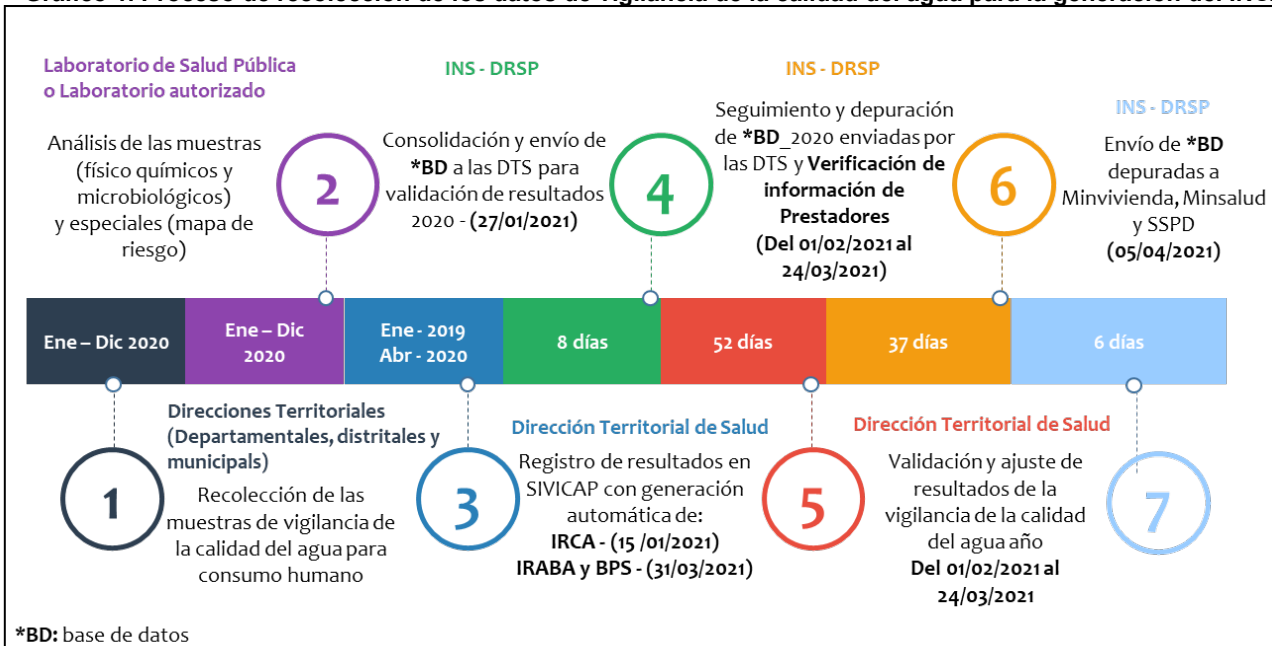 Laboratorio de Salud Pública
o Laboratorio autorizado
Análisis de las muestras
(físico químicos y
microbiológicos)
y especiales (mapa de
riesgo)
2
INS - DRSP
Consolidación y envío de
*BD a las DTS para
validación de resultados
2020 - (27/01/2021)
4
INS - DRSP
Seguimiento y depuración
de *BD_2020 enviadas por
las DTS y Verificación de
información de
Prestadores
(Del 01/02/2021 al
24/03/2021)
6
INS - DRSP
Envío de *BD
depuradas a
Minvivienda, Minsalud
y SSPD
(05/04/2021)
Ene – Dic 2020
Ene – Dic
2020
Ene - 2019
Abr - 2020
8 días
52 días
37 días
6 días
1
Direcciones Territoriales
(Departamentales, distritales y
municipals)
Recolección de las
muestras de vigilancia de
la calidad del agua para
consumo humano
3
Dirección Territorial de Salud
Registro de resultados en
SIVICAP con generación
automática de:
IRCA - (15 /01/2021)
IRABA y BPS - (31/03/2021)
5
Dirección Territorial de Salud
Validación y ajuste de
resultados de la
vigilancia de la calidad
del agua año
Del 01/02/2021 al
24/03/2021
7
*BD: base de datos